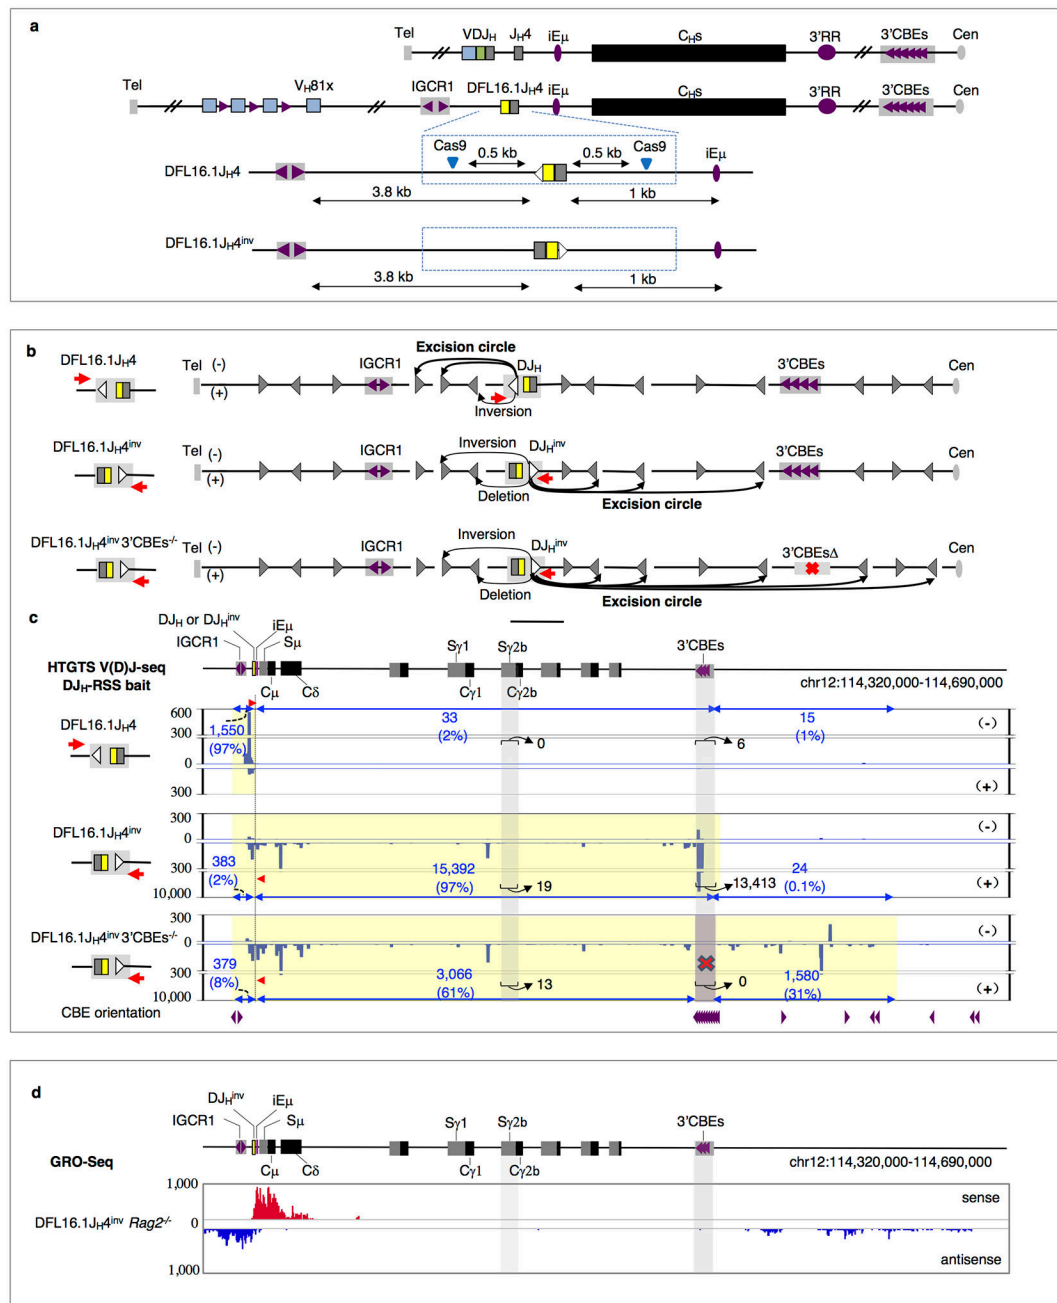 a
VDJH JH4 iEμ CHs 3'RR 3'CBEs Cen
Tel
Tel VH81x IGCR1 DFL16.1JH4 iEμ CHs 3'RR 3'CBEs Cen
Cas9 0.5 kb 0.5 kb Cas9 iEμ
DFL16.1JH4
3.8 kb 1 kb
DFL16.1JH4inv
3.8 kb 1 kb
b
DFL16.1JH4 Tel (-) (+) IGCR1 Excision circle DJH 3'CBEs Cen
Inversion
DFL16.1JH4inv Tel (-) (+) IGCR1 Inversion DJHinv 3'CBEs Cen
Deletion Excision circle
DFL16.1JH4inv 3'CBEs-/- Tel (-) (+) IGCR1 Inversion DJHinv 3'CBEsΔ Cen
Deletion Excision circle
c
DJH or DJHinv iEμ
IGCR1 Sμ Sγ1 Sγ2b 3'CBEs
HTGTS V(D)J-seq
DJH-RSS bait
Cμ Cδ Cγ1 Cγ2b chr12:114,320,000-114,690,000
DFL16.1JH4
600
300
0
300
1,550
(97%)
33
(2%)
15
(1%)
0
6
(-)
(+)
DFL16.1JH4inv
300
0
300
10,000
383
(2%)
15,392
(97%)
24
(0.1%)
19
13,413
(-)
(+)
DFL16.1JH4inv 3'CBEs-/-
300
0
300
10,000
379
(8%)
3,066
(61%)
1,580
(31%)
13
0
(-)
(+)
CBE orientation
d
DJHinv iEμ
IGCR1 Sμ Sγ1 Sγ2b 3'CBEs
GRO-Seq
Cμ Cδ Cγ1 Cγ2b chr12:114,320,000-114,690,000
1,000
sense
DFL16.1JH4inv Rag2-/- 0
antisense
1,000